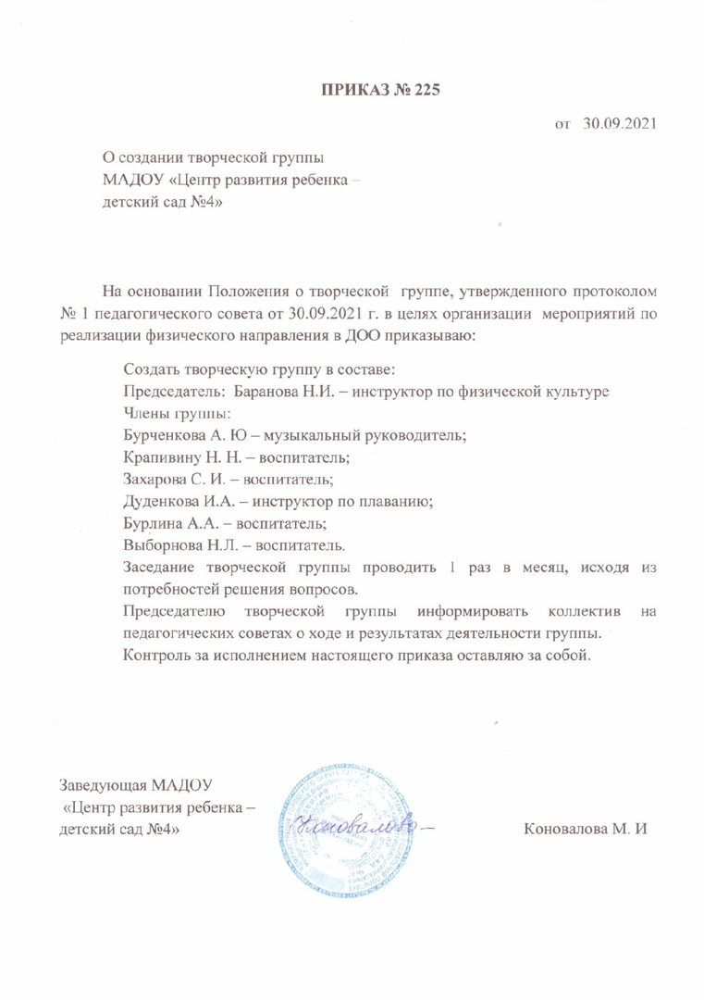 ПРИКАЗ № 225
от 30.09.2021
О создании творческой группы
МАДОУ «Центр развития ребенка –
детский сад №4»
На основании Положения о творческой группе, утвержденного протоколом
№ 1 педагогического совета от 30.09.2021 г. в целях организации мероприятий по
реализации физического направления в ДОО приказываю:
Создать творческую группу в составе:
Председатель: Баранова Н.И. – инструктор по физической культуре
Члены группы:
Бурченкова А. Ю – музыкальный руководитель;
Крапивину Н. Н. – воспитатель;
Захарова С. И. – воспитатель;
Дуденкова И.А. – инструктор по плаванию;
Бурлина А.А. – воспитатель;
Выборнова Н.Л. – воспитатель.
Заседание творческой группы проводить 1 раз в месяц, исходя из
потребностей решения вопросов.
Председателю творческой группы информировать коллектив на
педагогических советах о ходе и результатах деятельности группы.
Контроль за исполнением настоящего приказа оставляю за собой.
Заведующая МАДОУ
«Центр развития ребенка –
детский сад №4»
Коновалова
Коновалова М. И